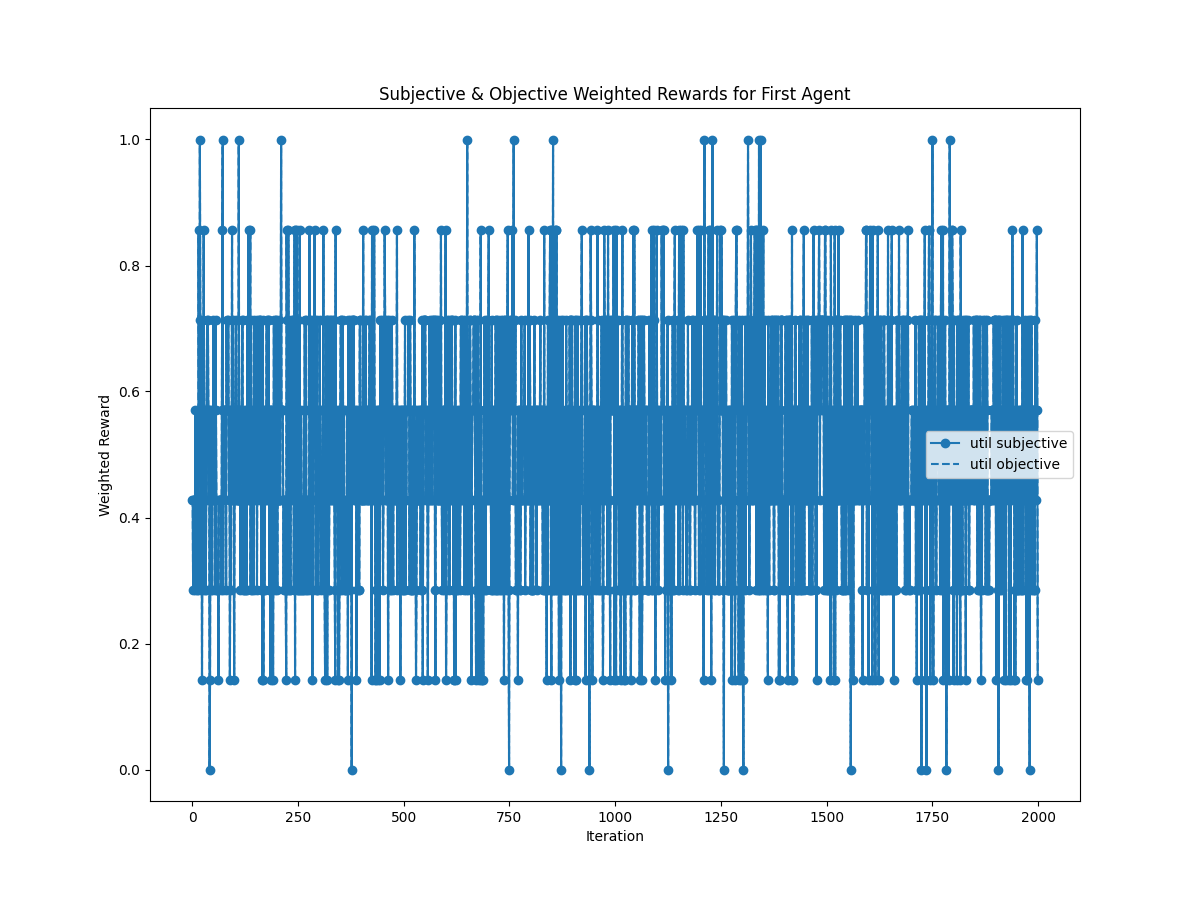 Subjective & Objective Weighted Rewards for First Agent
1.0
0.8
0.6
0.4
0.2
0.0
Weighted Reward
util subjective
util objective
0 250 500 750 1000 1250 1500 1750 2000
Iteration